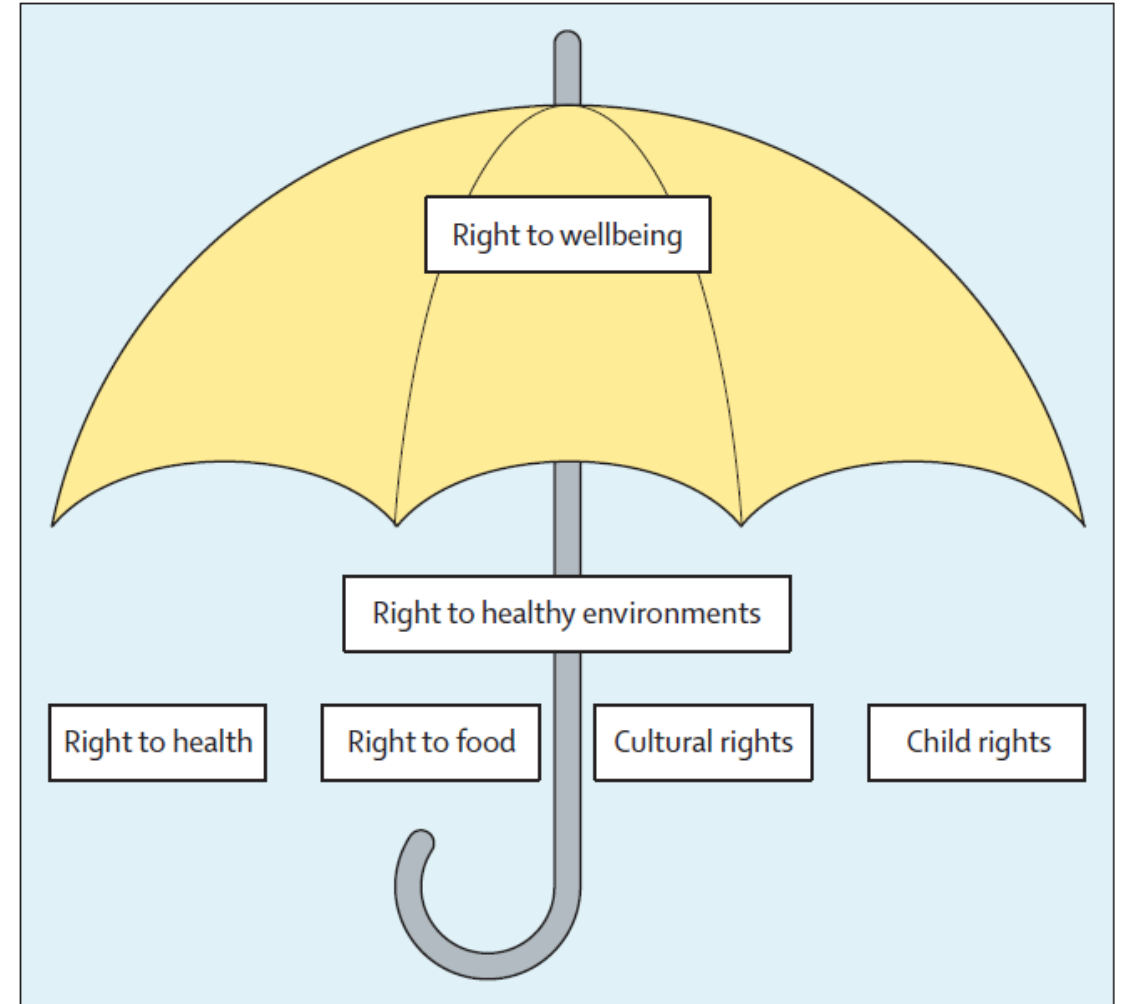 Right to wellbeing
Right to healthy environments
Right to health
Right to food
Cultural rights
Child rights